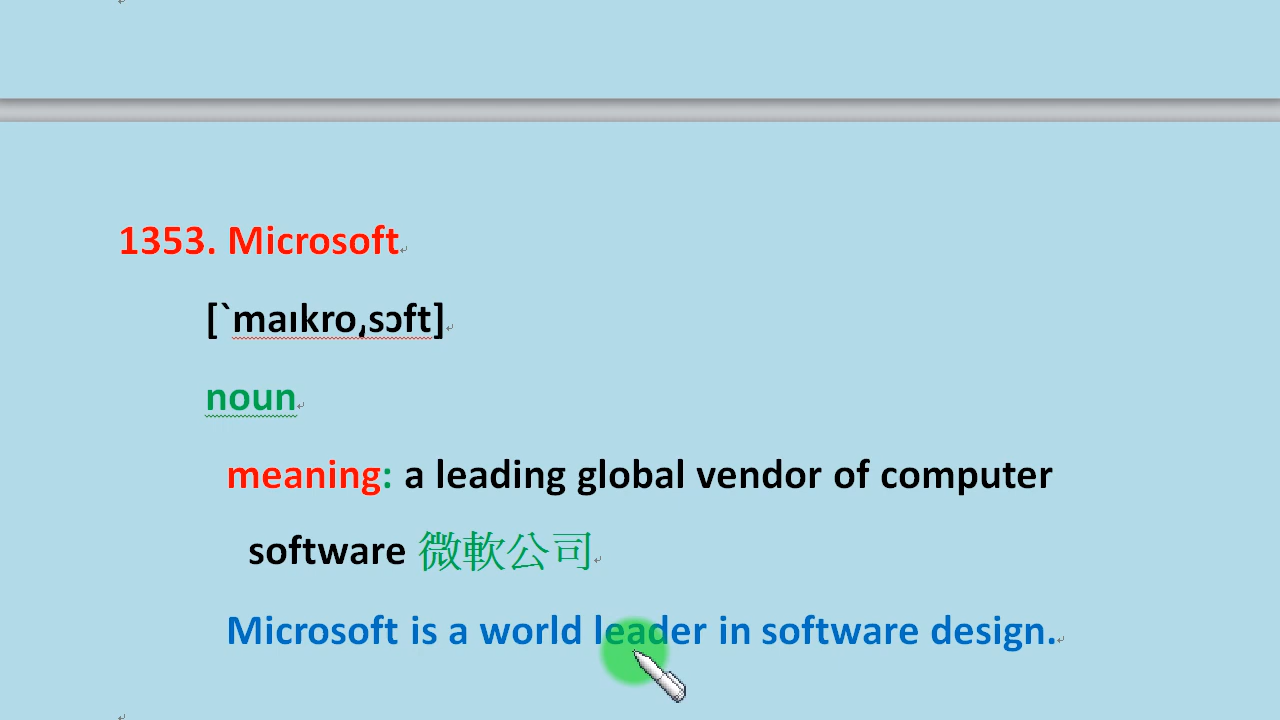 1353. Microsoft
[ˋmaɪkro͵sɔft]
noun
meaning: a leading global vendor of computer
software 微軟公司
Microsoft is a world leader in software design.